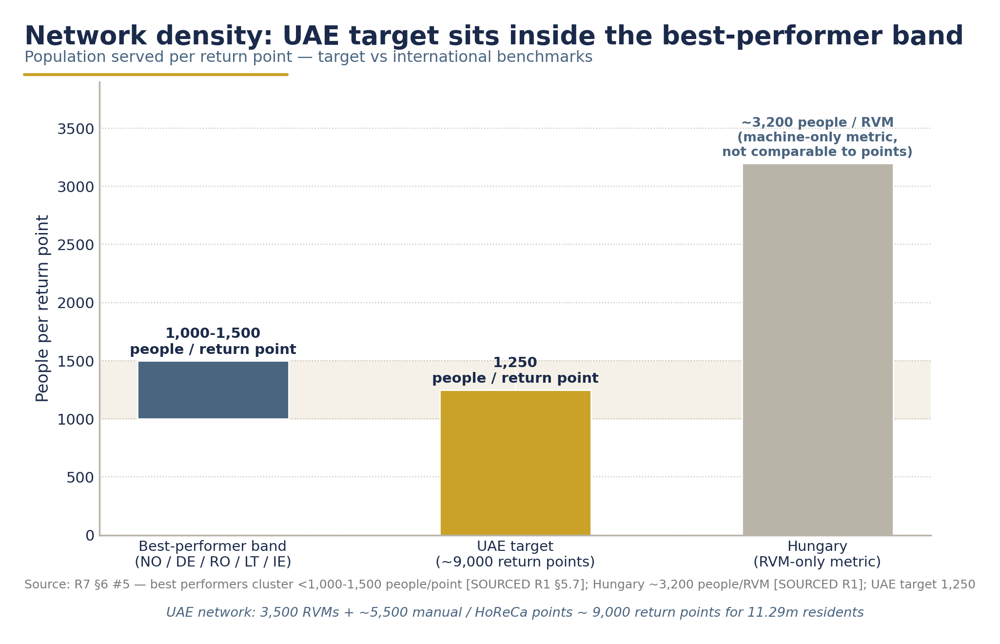 Network density: UAE target sits inside the best-performer band
Population served per return point — target vs international benchmarks
People per return point
3500
3000
2500
2000
1500
1000
500
0
1,000-1,500
people / return point
1,250
people / return point
~3,200 people / RVM
(machine-only metric,
not comparable to points)
Best-performer band
(NO / DE / RO / LT / IE)
UAE target
(~9,000 return points)
Hungary
(RVM-only metric)
Source: R7 §6 #5 — best performers cluster <1,000-1,500 people/point [SOURCED R1 §5.7]; Hungary ~3,200 people/RVM [SOURCED R1]; UAE target 1,250
UAE network: 3,500 RVMs + ~5,500 manual / HoReCa points ~ 9,000 return points for 11.29m residents